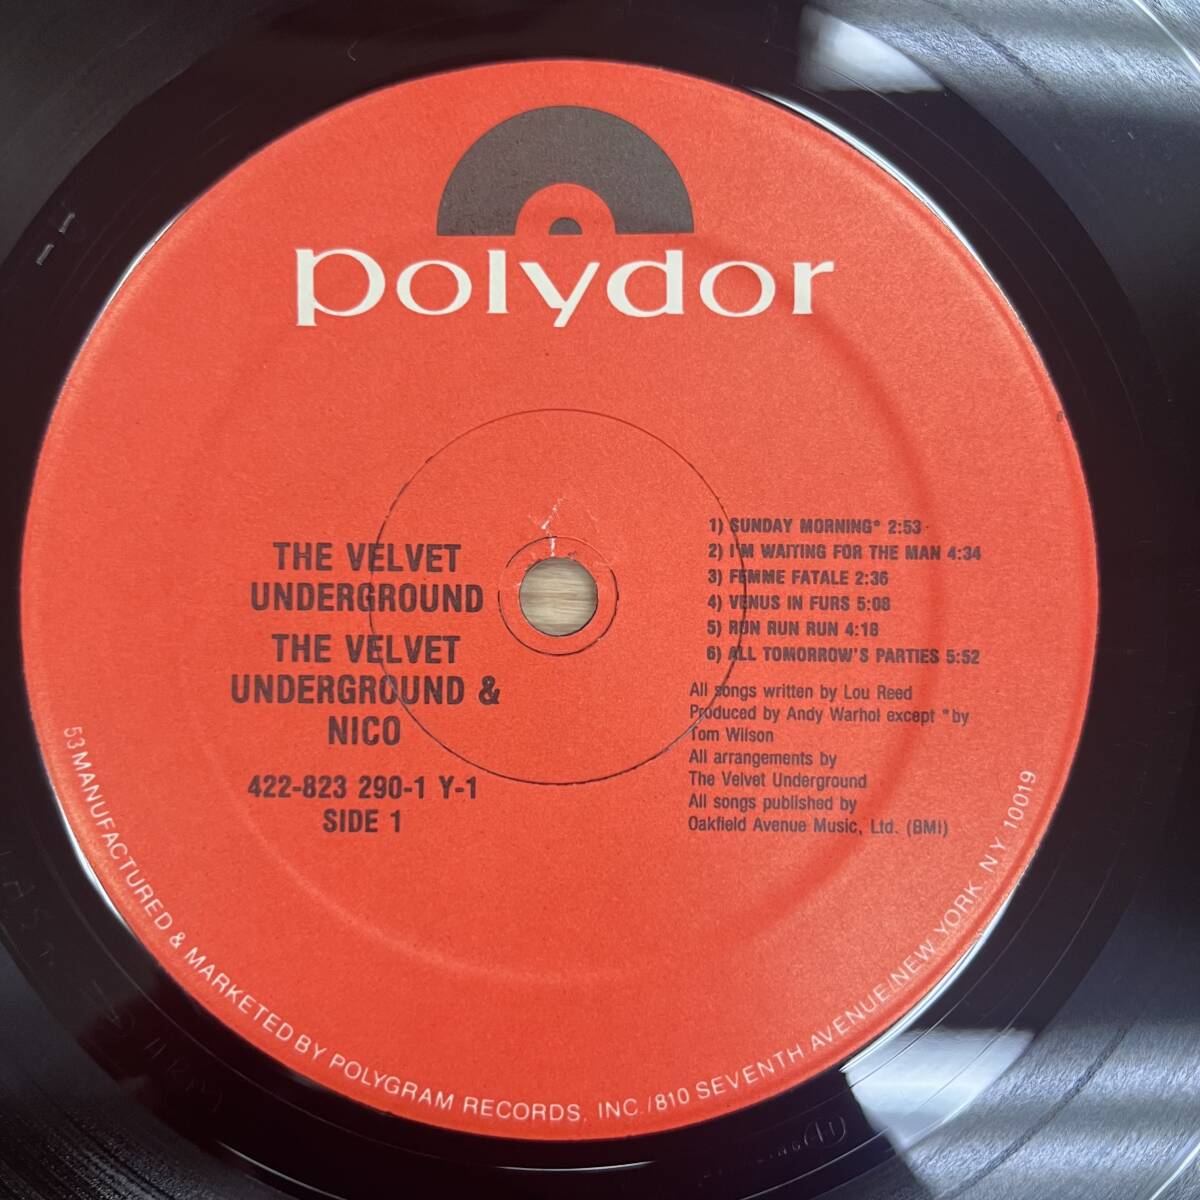 polydor
THE VELVET
UNDERGROUND
THE VELVET
UNDERGROUND &
NICO
422-823 290-1 Y-1
SIDE 1
1) SUNDAY MORNING* 2:53
2) I'M WAITING FOR THE MAN 4:34
3) FEMME FATALE 2:36
4) VENUS IN FURS 5:08
5) RUN RUN RUN 4:18
6) ALL TOMORROW'S PARTIES 5:52
All songs written by Lou Reed
Produced by Andy Warhol except *by
Tom Wilson
All arrangements by
The Velvet Underground
All songs published by
Oakfield Avenue Music, Ltd. (BMI)
53 MANUFACTURED & MARKETED BY POLYGRAM RECORDS, INC./810 SEVENTH AVENUE/NEW YORK, NY 10019